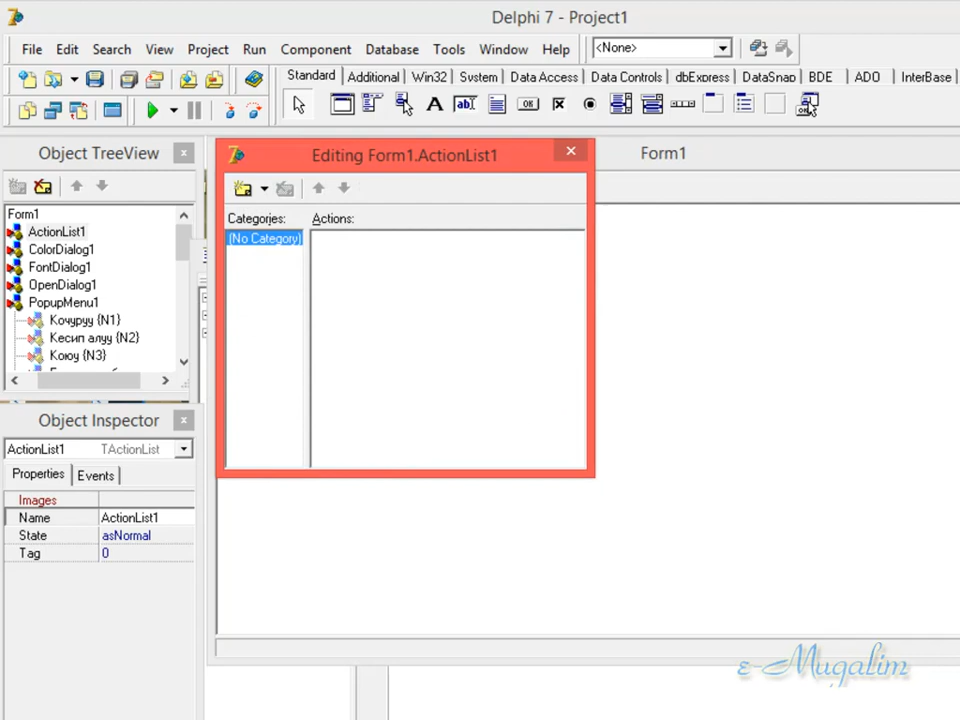 Delphi 7 - Project1
File Edit Search View Project Run Component Database Tools Window Help
<None>
Standard Additional Win32 System Data Access Data Controls dbExpress DataSnap BDE ADO InterBase
Object TreeView
Form1
ActionList1
ColorDialog1
FontDialog1
OpenDialog1
PopupMenu1
Кочуруу {N1}
Кесип алуу {N2}
Коюу {N3}
Object Inspector
ActionList1 TActionList
Properties Events
Images
Name ActionList1
State asNormal
Tag 0
Editing Form1.ActionList1
Categories: Actions:
(No Category)
Form1
ε-Mugalim